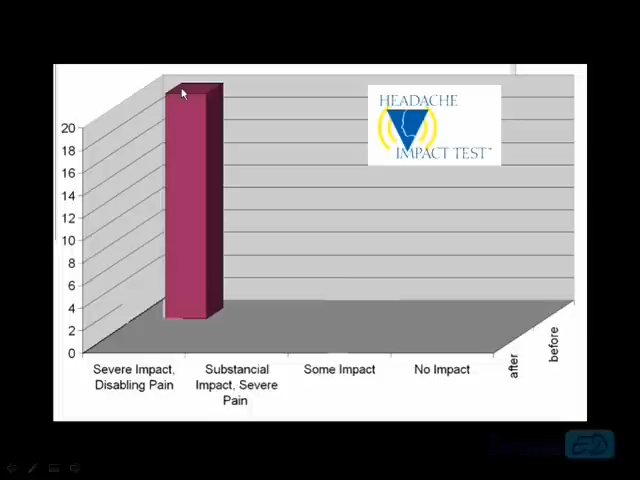 HEADACHE
IMPACT TEST™
20
18
16
14
12
10
8
6
4
2
0
Severe Impact,
Disabling Pain
Substancial
Impact, Severe
Pain
Some Impact
No Impact
after
before